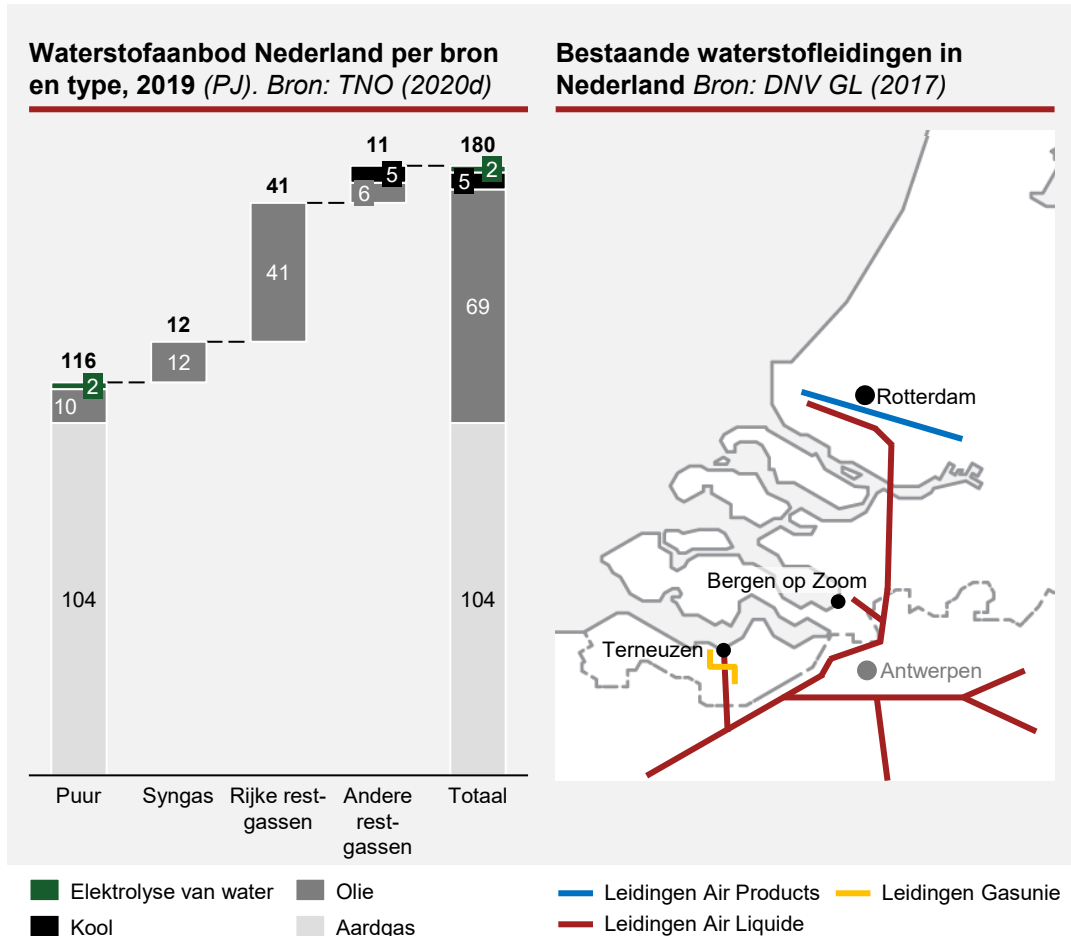 Waterstofaanbod Nederland per bron
en type, 2019 (PJ). Bron: TNO (2020d)
11
180
2
5
5
6
41
41
69
12
12
116
2
10
104
104
Puur
Syngas
Rijke rest-
gassen
Andere
rest-
gassen
Totaal
Elektrolyse van water
Olie
Kool
Aardgas
Bestaande waterstofleidingen in
Nederland Bron: DNV GL (2017)
Rotterdam
Bergen op Zoom
Terneuzen
Antwerpen
Leidingen Air Products
Leidingen Gasunie
Leidingen Air Liquide